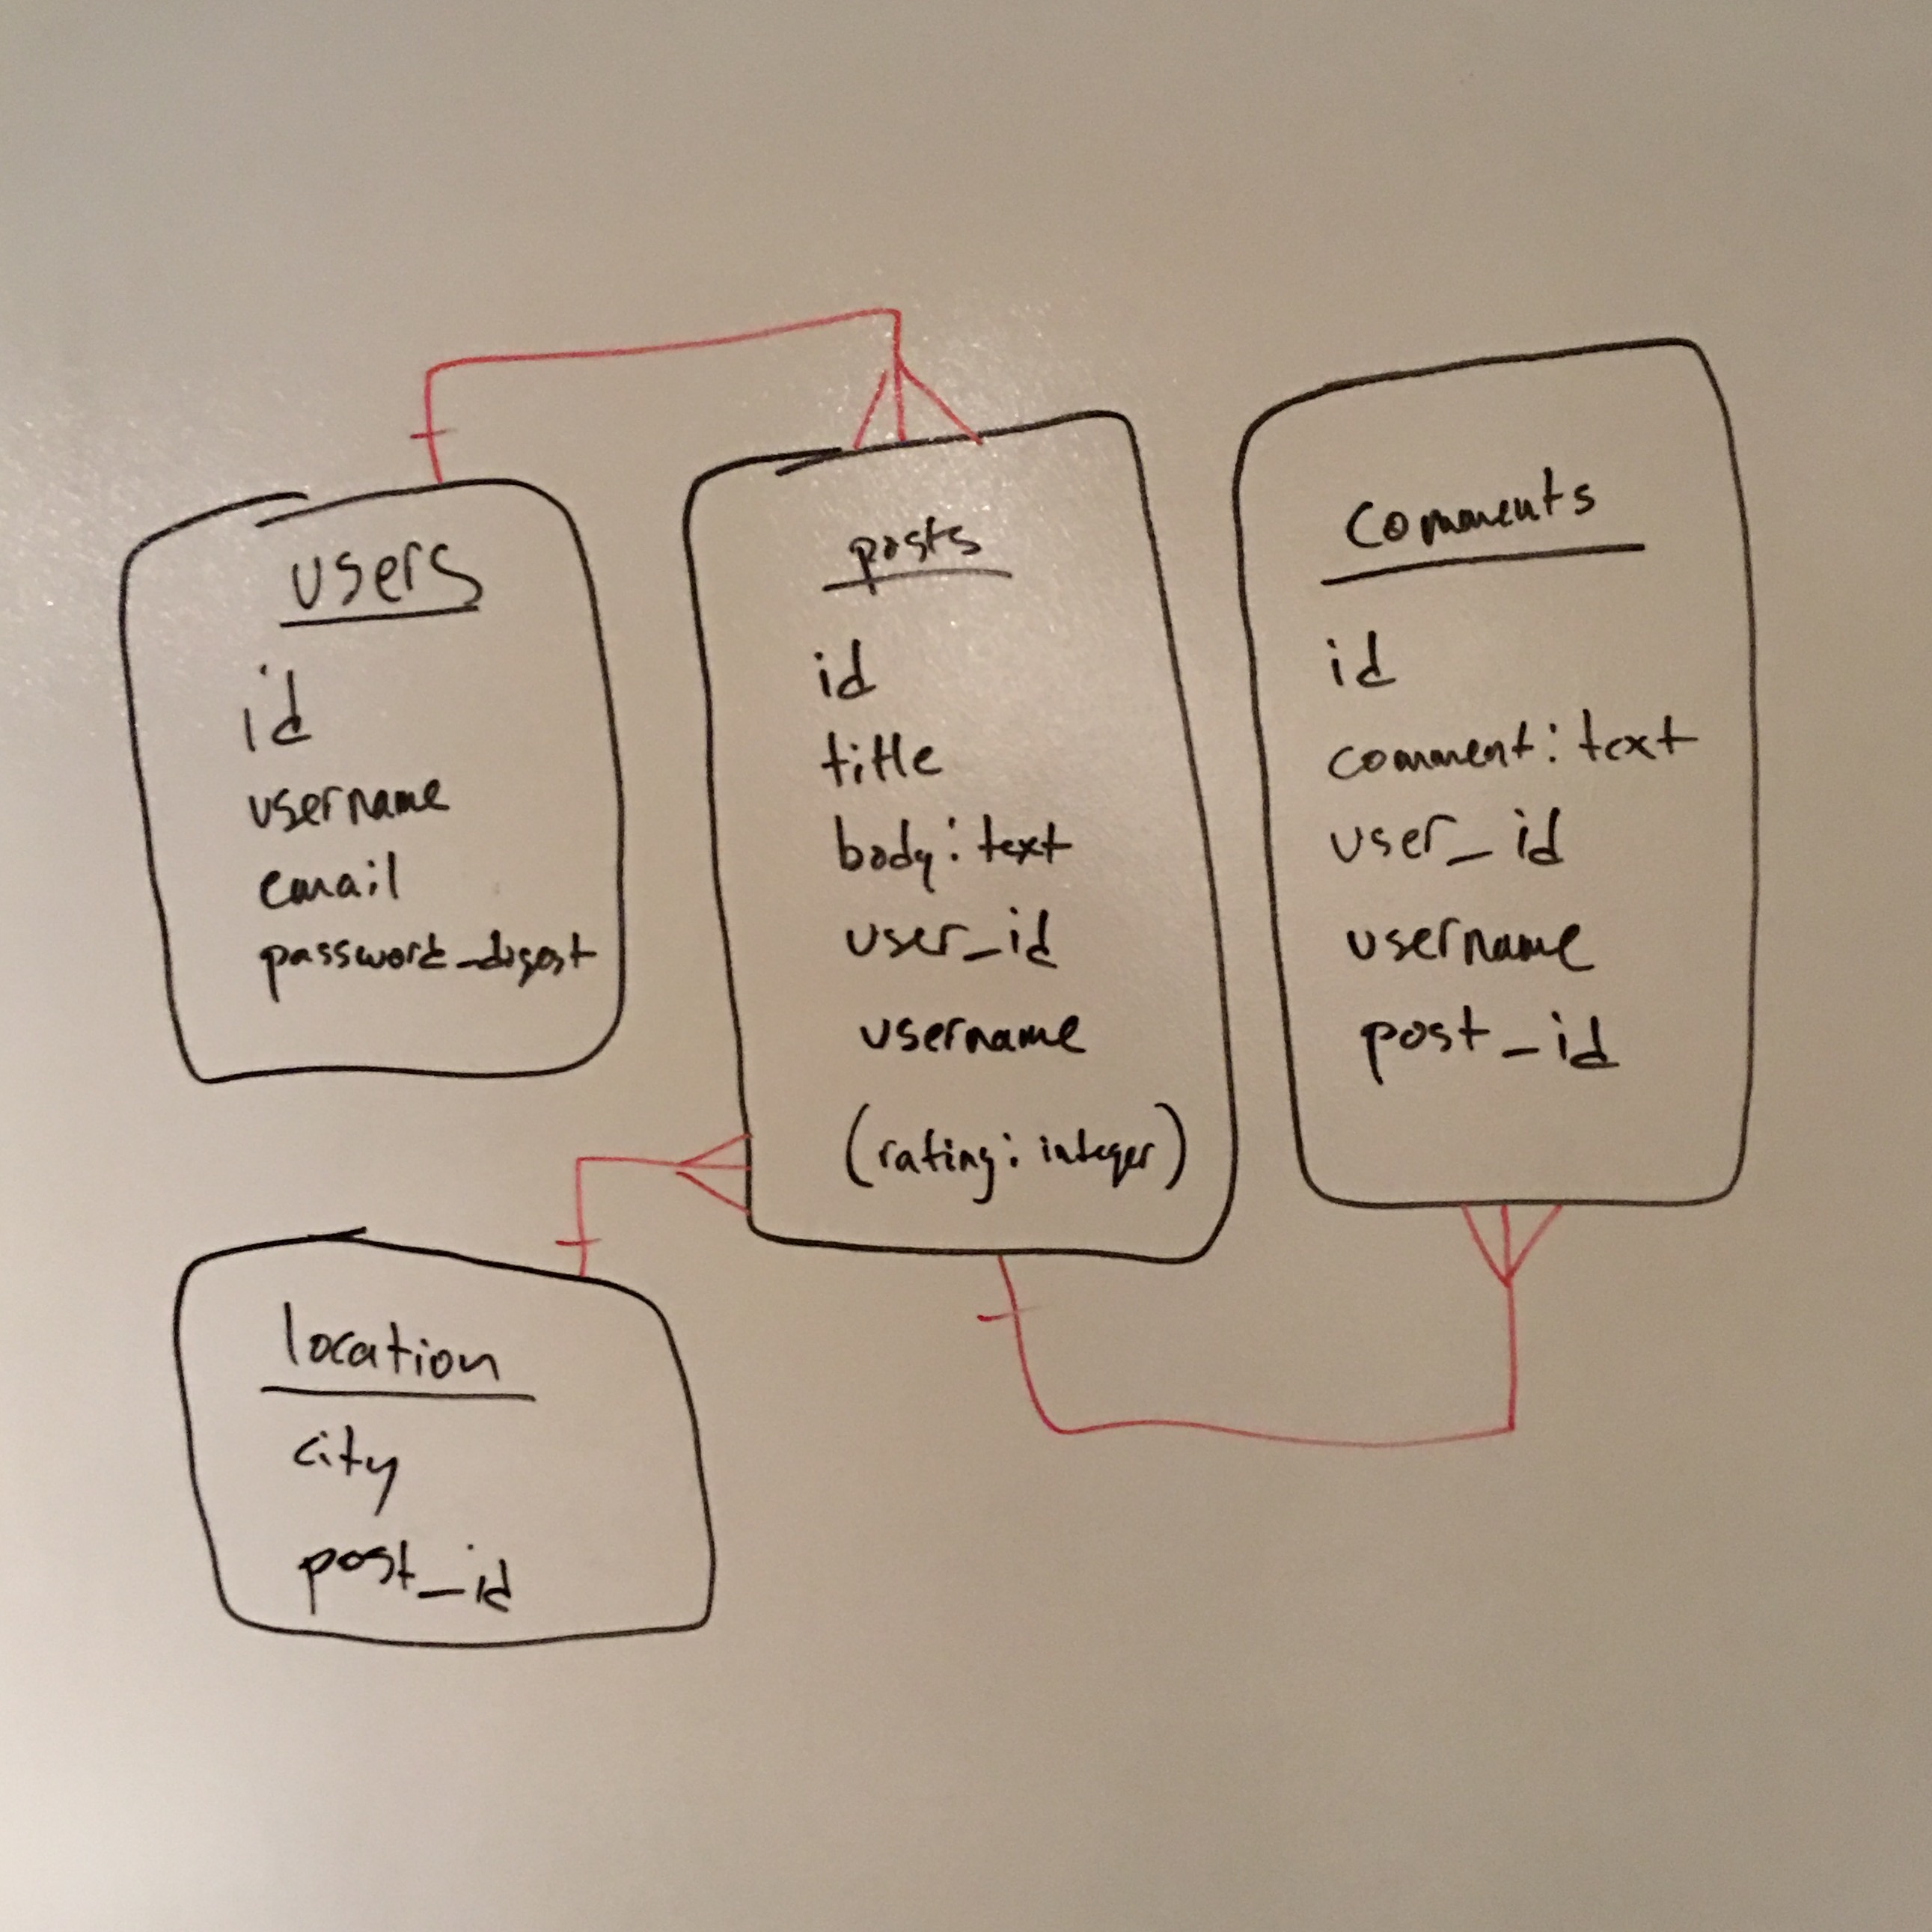 users
id
username
email
password_digest
posts
id
title
body: text
user_id
username
(rating: integer)
Comments
id
comment: text
user_id
username
post_id
location
city
post_id